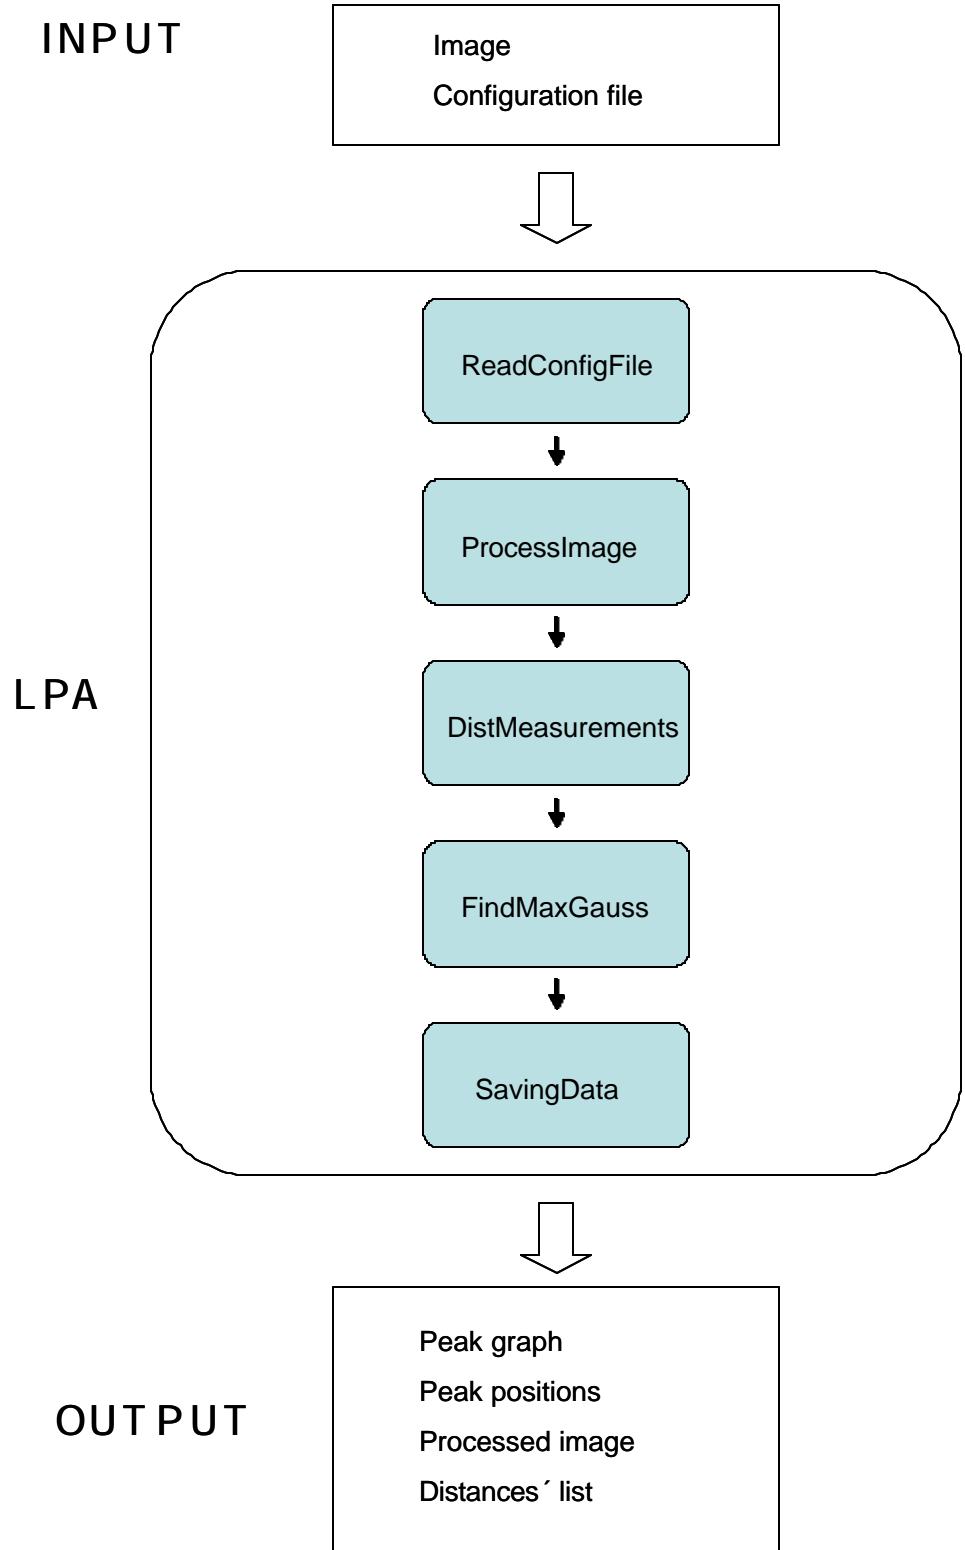 INPUT
Image
Configuration file
ReadConfigFile
ProcessImage
LPA
DistMeasurements
FindMaxGauss
SavingData
OUTPUT
Peak graph
Peak positions
Processed image
Distances´ list